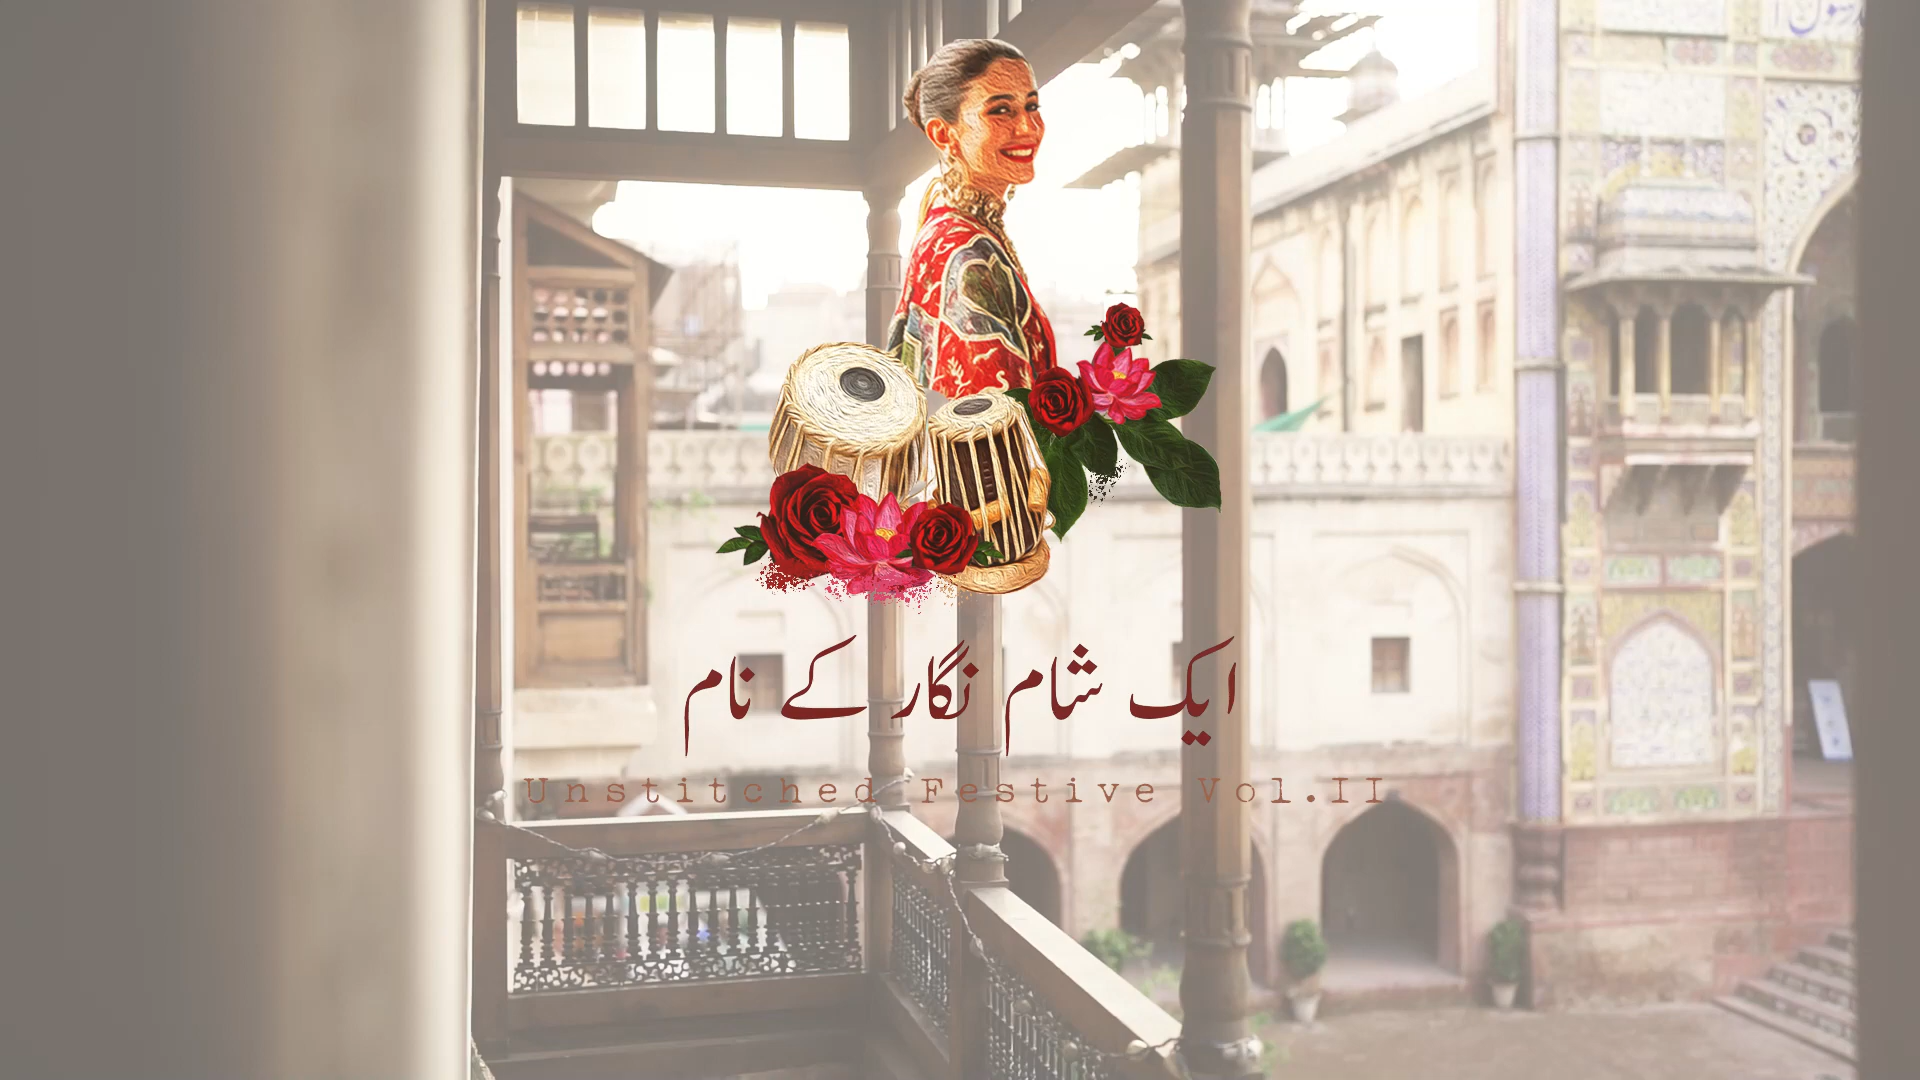 ایک شام نگار کے نام
Unstitched Festive Vol.II